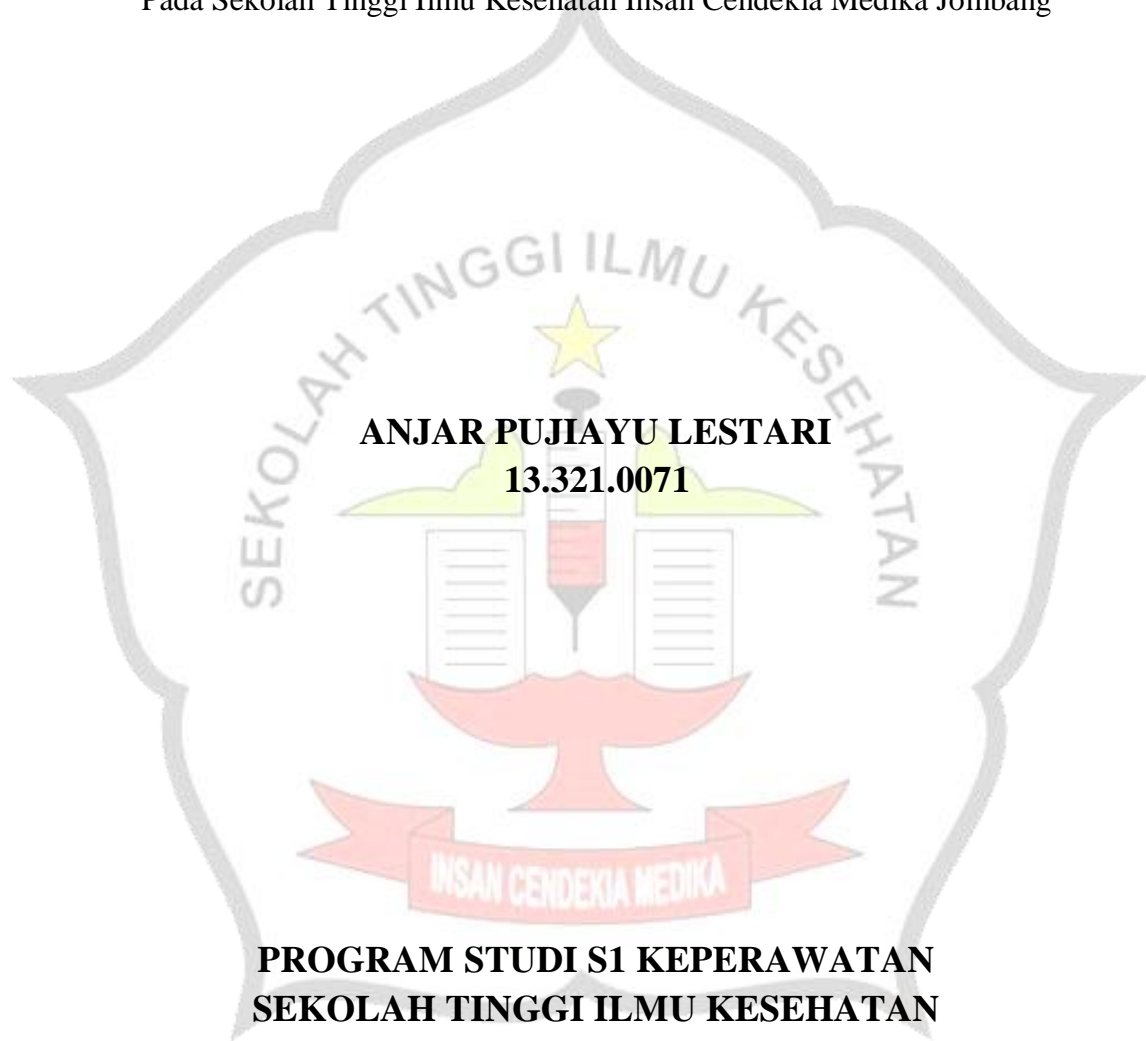 Pada Sekolah Tinggi Ilmu Kesehatan Insan Cendekia Medika Jombang
SEKOLAH TINGGI ILMU KESEHATAN
ANJAR PUJIAYU LESTARI
13.321.0071
INSAN CENDEKIA MEDIKA
PROGRAM STUDI S1 KEPERAWATAN
SEKOLAH TINGGI ILMU KESEHATAN